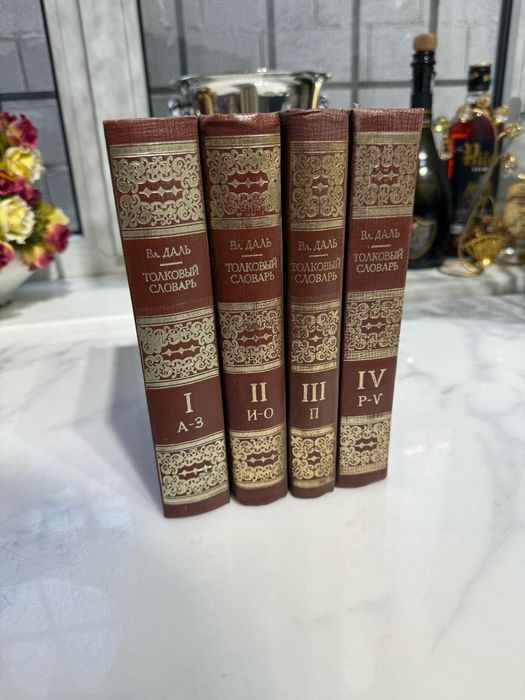 Вл. ДАЛЬ
ТОЛКОВЫЙ
СЛОВАРЬ
I
А-З
Вл. ДАЛЬ
ТОЛКОВЫЙ
СЛОВАРЬ
II
И-О
Вл. ДАЛЬ
ТОЛКОВЫЙ
СЛОВАРЬ
III
П
Вл. ДАЛЬ
ТОЛКОВЫЙ
СЛОВАРЬ
IV
Р-Ѵ